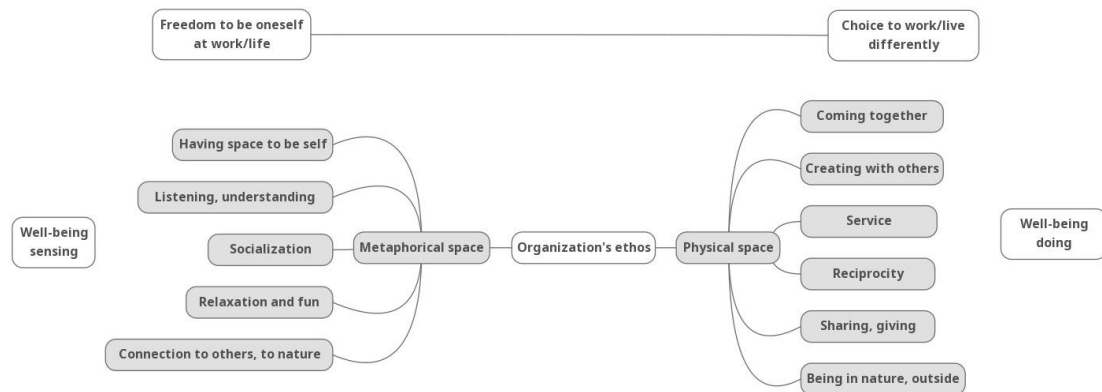 Freedom to be oneself
at work/life
Choice to work/live
differently
Having space to be self
Listening, understanding
Socialization
Relaxation and fun
Connection to others, to nature
Well-being
sensing
Metaphorical space
Organization's ethos
Physical space
Coming together
Creating with others
Service
Reciprocity
Sharing, giving
Being in nature, outside
Well-being
doing